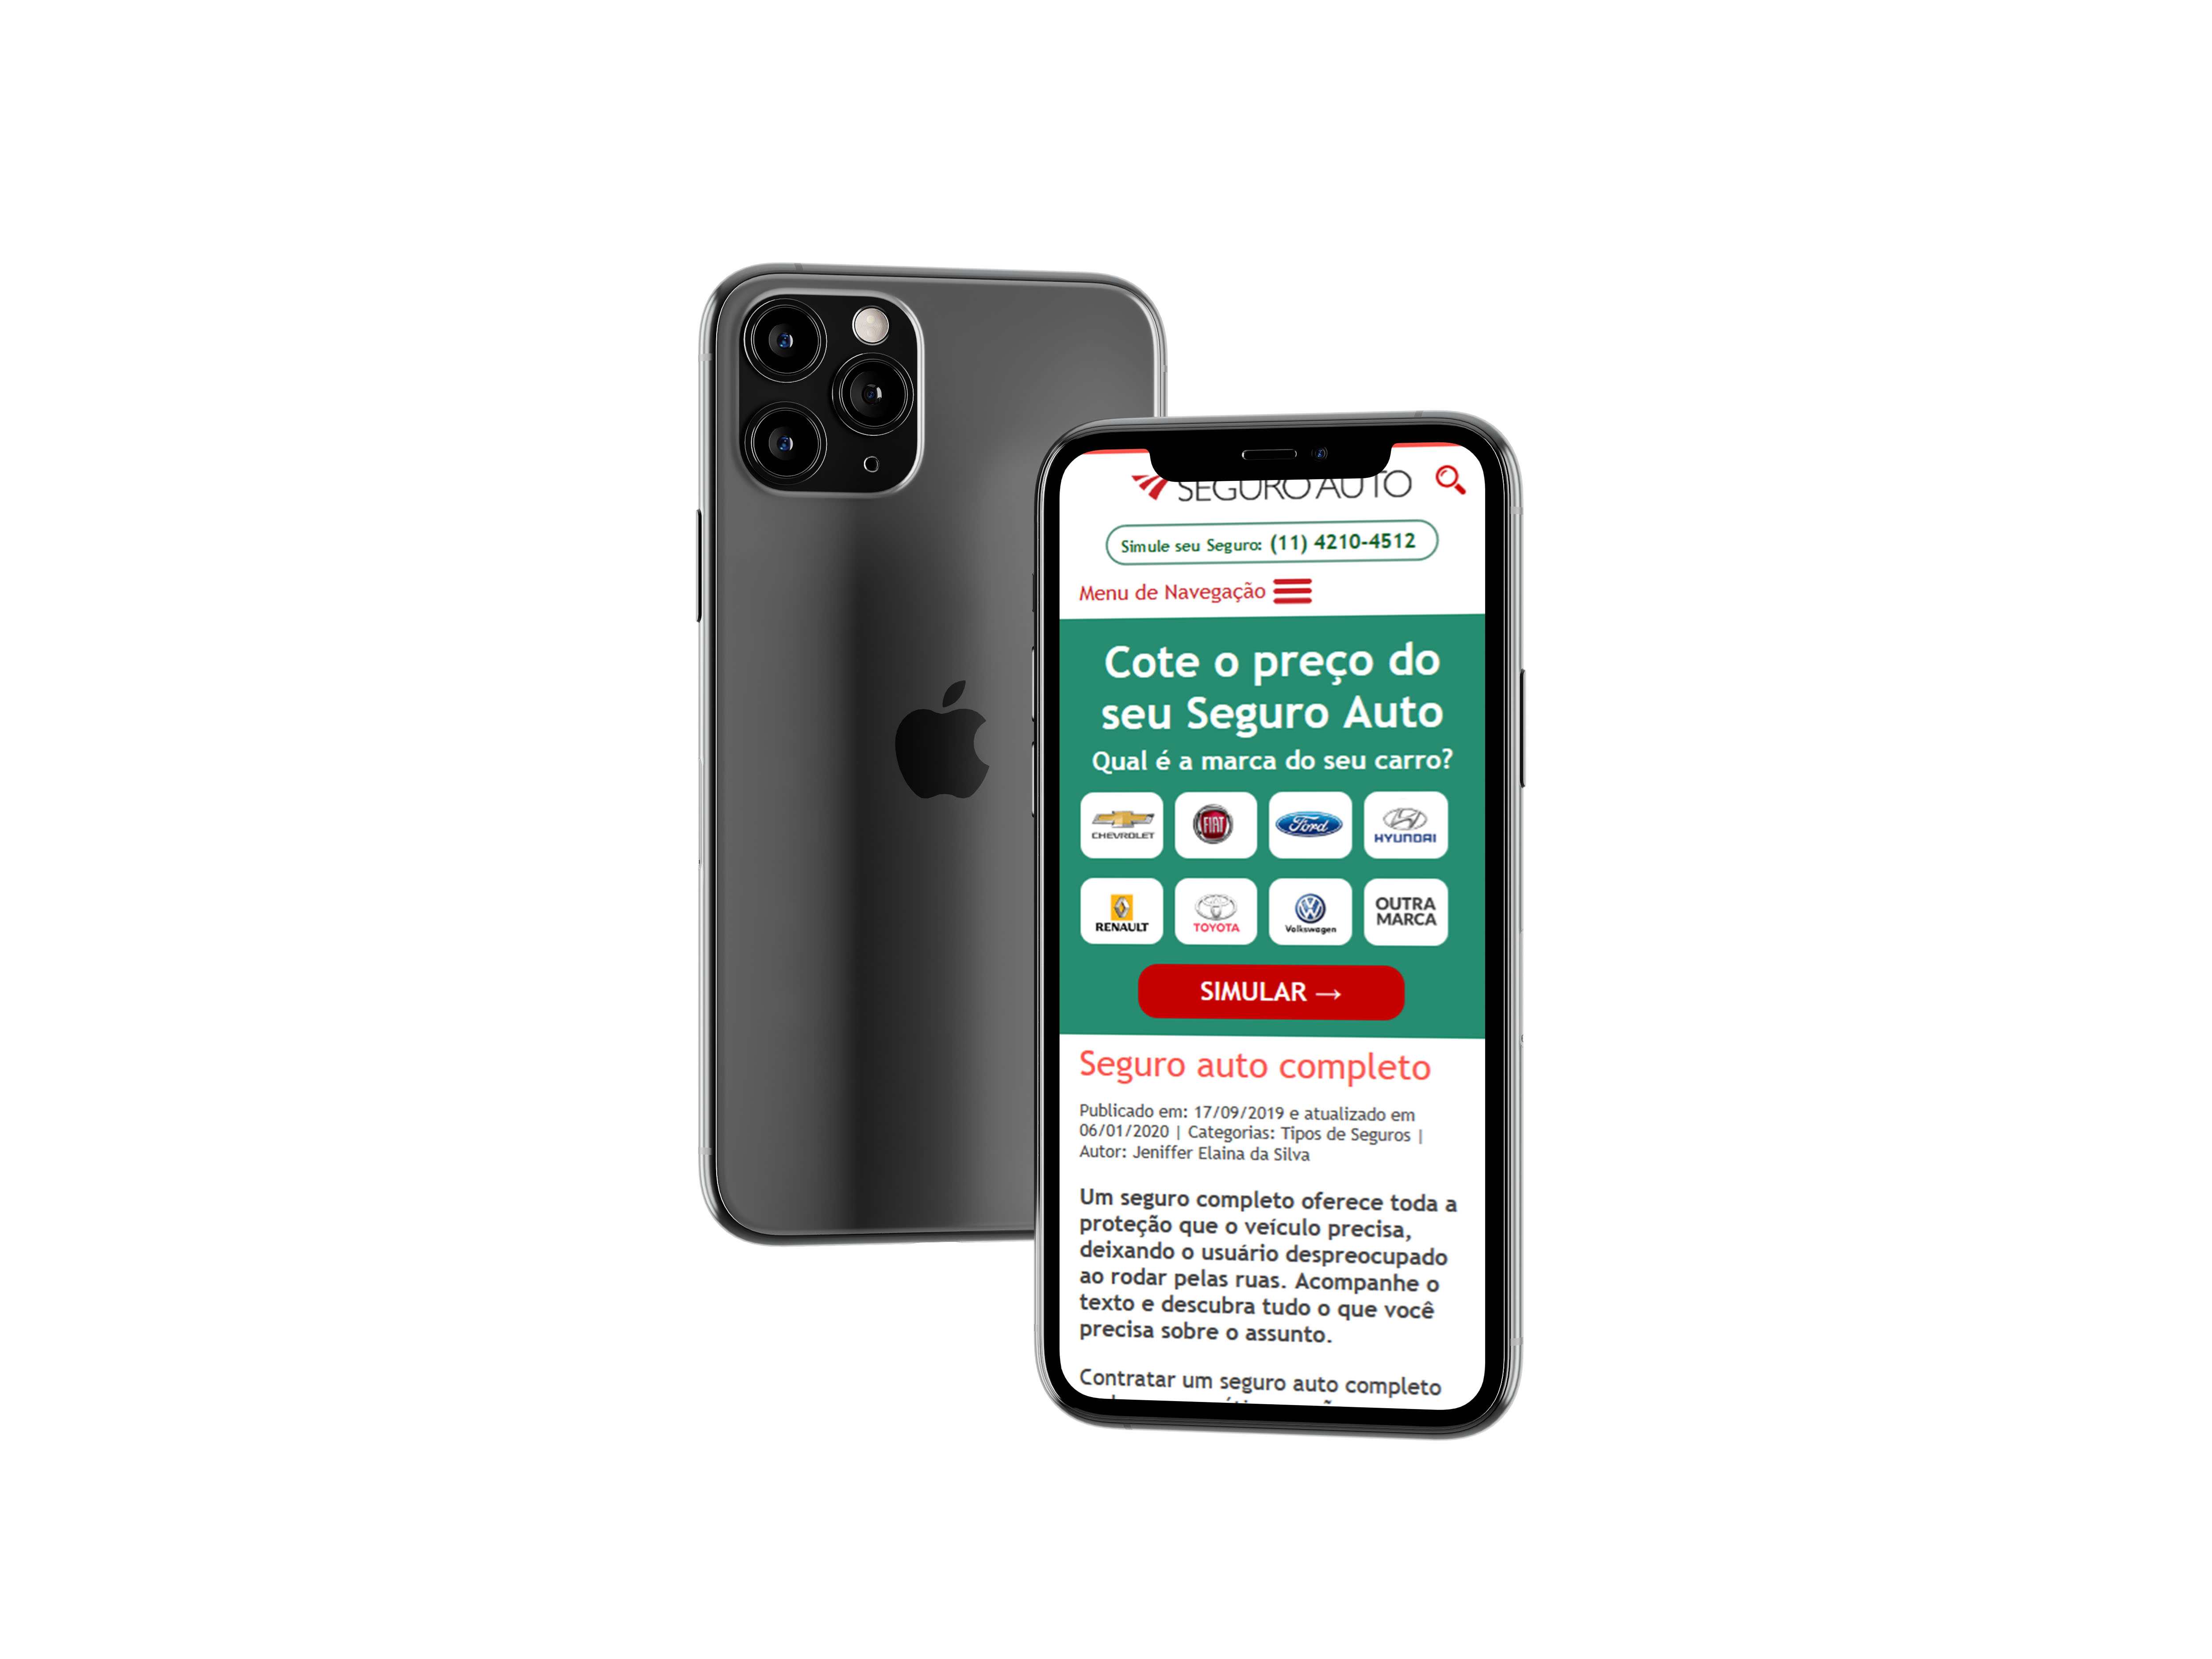 SEGURO AUTO
Simule seu Seguro: (11) 4210-4512
Menu de Navegação
Cote o preço do
seu Seguro Auto
Qual é a marca do seu carro?
CHEVROLET
FIAT
Ford
HYUNDAI
RENAULT
TOYOTA
Volkswagen
OUTRA
MARCA
SIMULAR →
Seguro auto completo
Publicado em: 17/09/2019 e atualizado em
06/01/2020 | Categorias: Tipos de Seguros |
Autor: Jeniffer Elaina da Silva
Um seguro completo oferece toda a
proteção que o veículo precisa,
deixando o usuário despreocupado
ao rodar pelas ruas. Acompanhe o
texto e descubra tudo o que você
precisa sobre o assunto.
Contratar um seguro auto completo